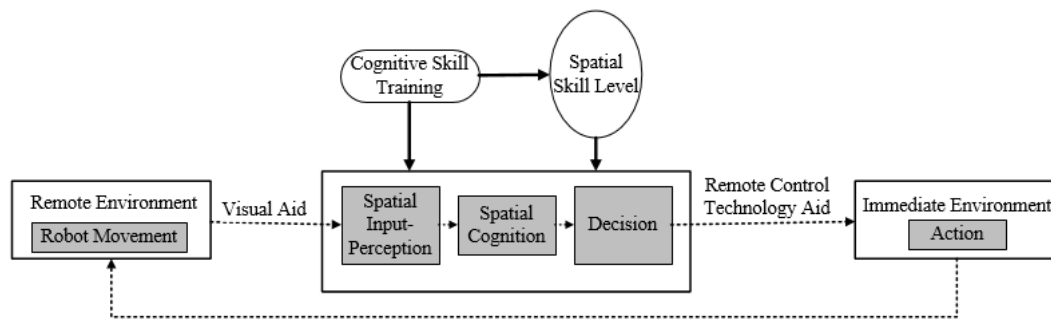 Cognitive Skill
Training
Spatial
Skill Level
Remote Environment
Robot Movement
Visual Aid
Spatial
Input-
Perception
Spatial
Cognition
Decision
Remote Control
Technology Aid
Immediate Environment
Action